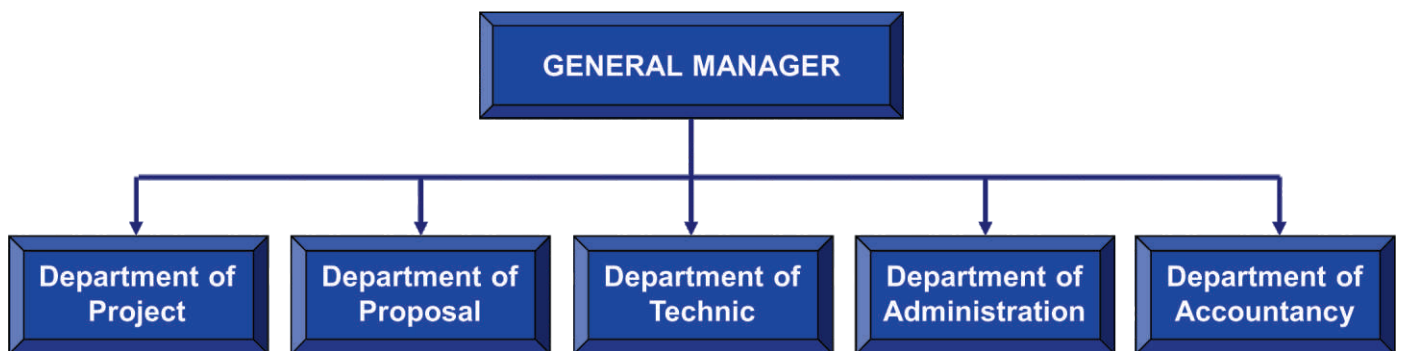 GENERAL MANAGER
Department of
Project
Department of
Proposal
Department of
Technic
Department of
Administration
Department of
Accountancy